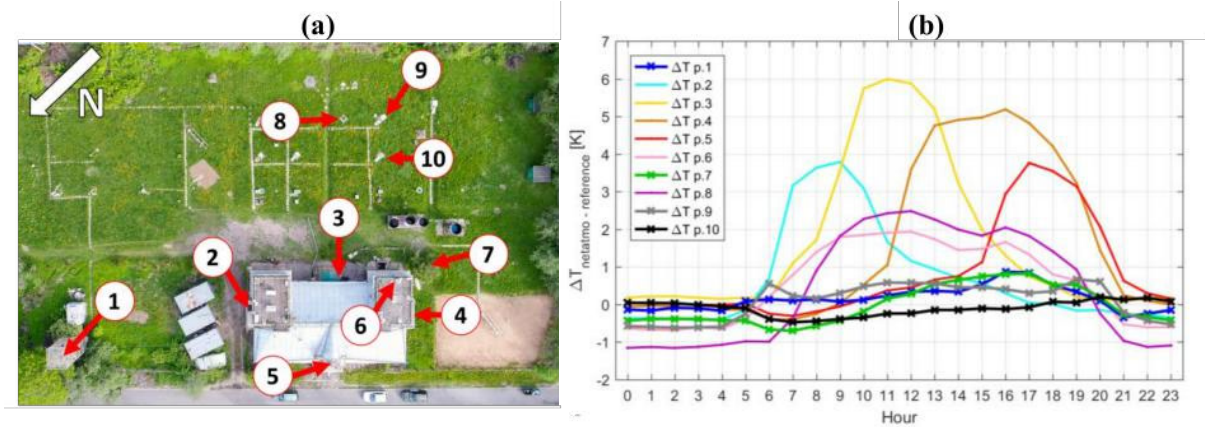 (a)
N
9
8
10
3
2
7
1
4
6
5
(b)
7
6
5
4
3
2
1
0
-1
-2
ΔT netatmo - reference [K]
ΔT p.1
ΔT p.2
ΔT p.3
ΔT p.4
ΔT p.5
ΔT p.6
ΔT p.7
ΔT p.8
ΔT p.9
ΔT p.10
0 1 2 3 4 5 6 7 8 9 10 11 12 13 14 15 16 17 18 19 20 21 22 23
Hour